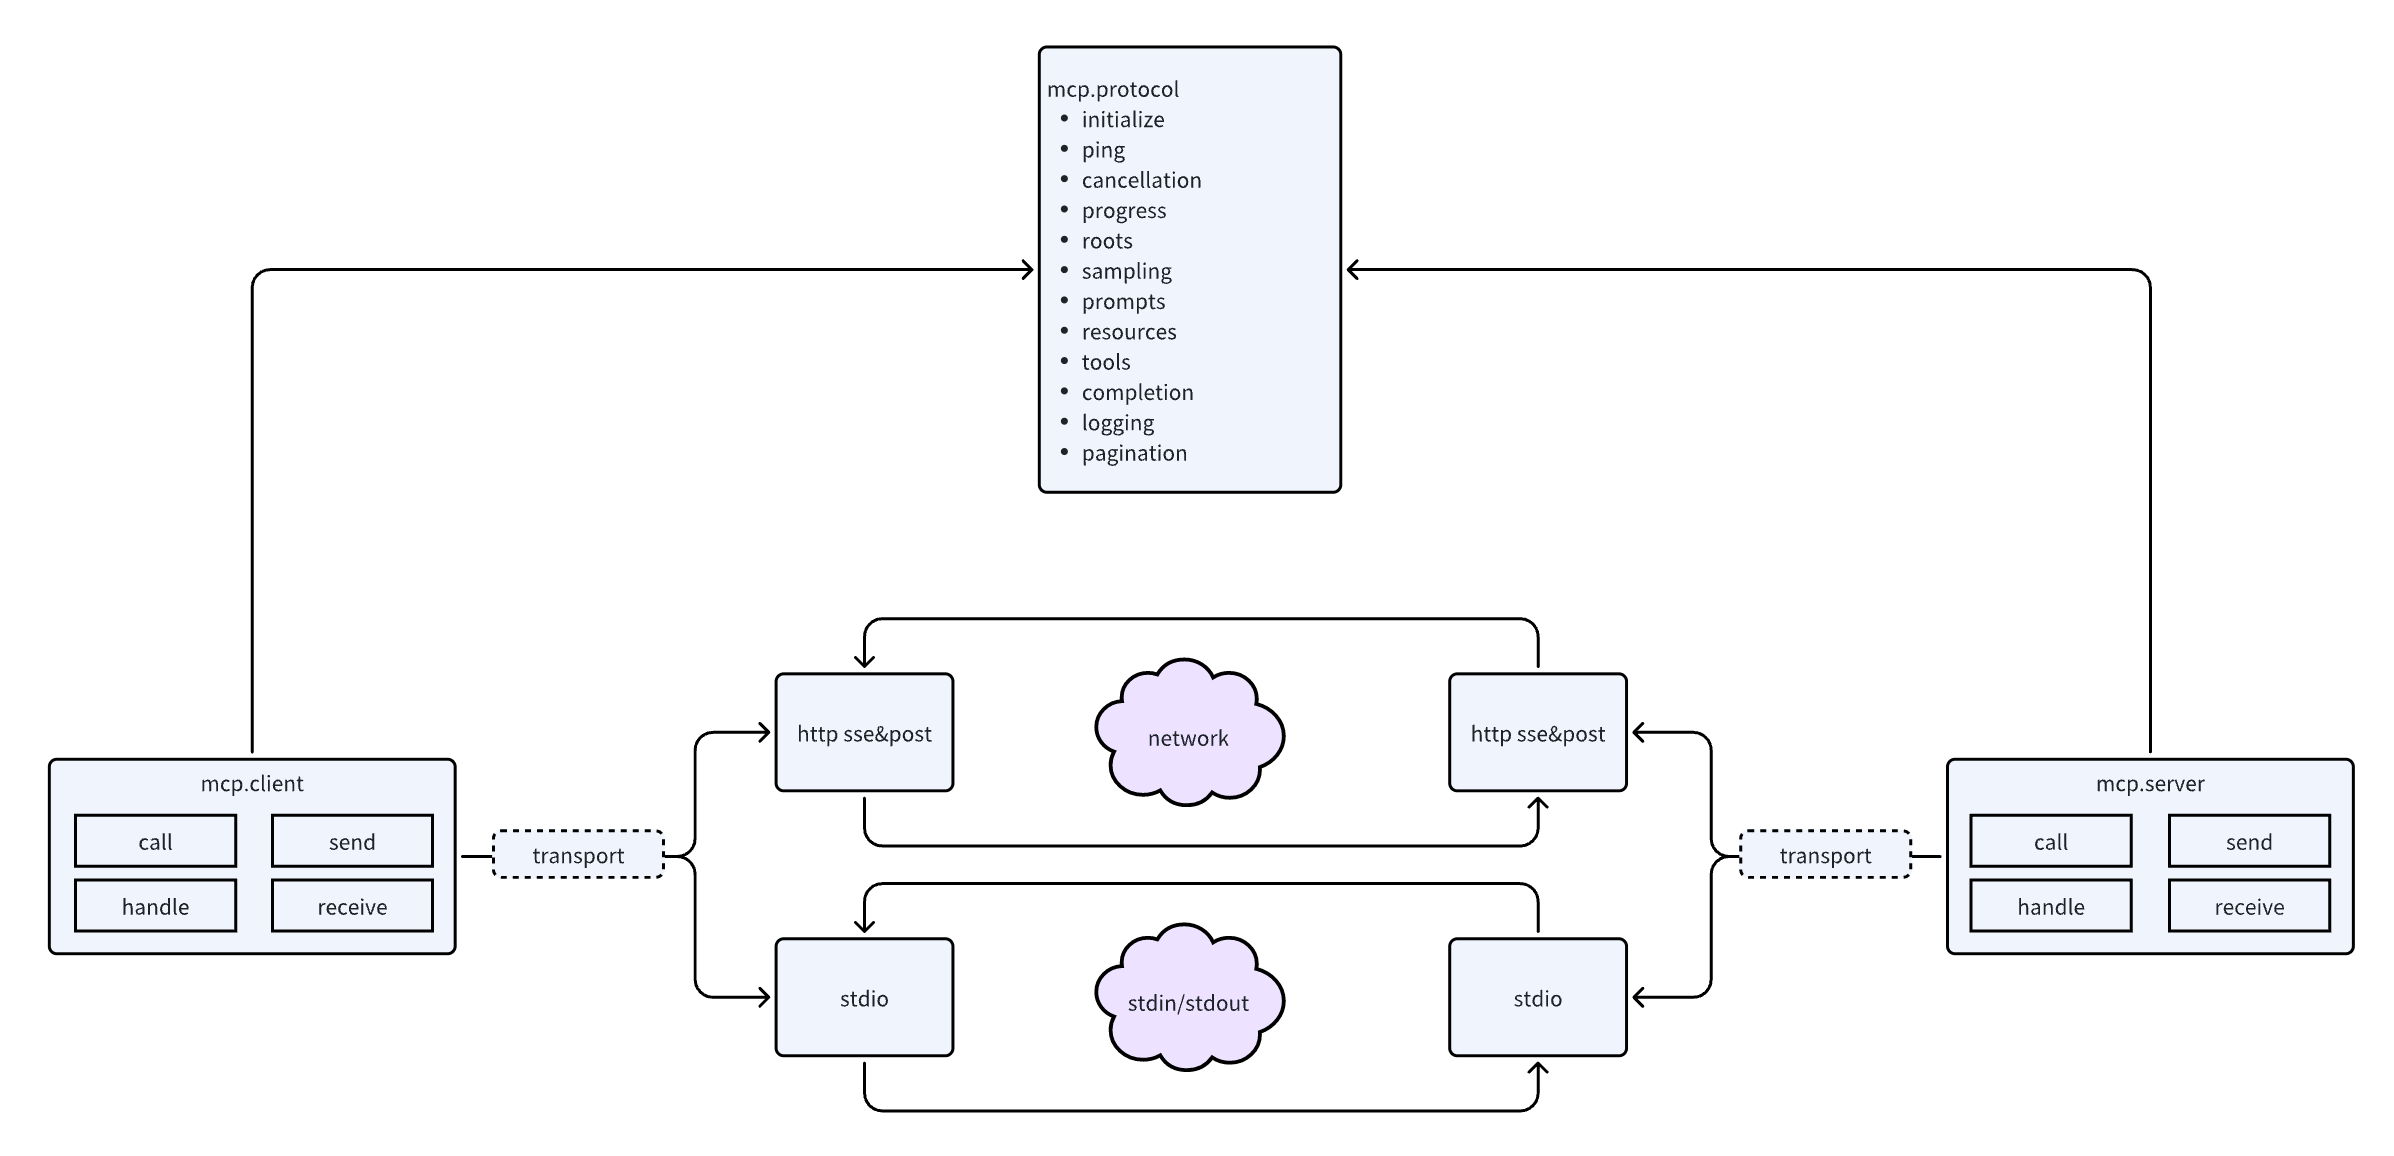 mcp.protocol
• initialize
• ping
• cancellation
• progress
• roots
• sampling
• prompts
• resources
• tools
• completion
• logging
• pagination
http sse&post
network
http sse&post
mcp.client
call
send
handle
receive
transport
transport
mcp.server
call
send
handle
receive
stdio
stdin/stdout
stdio